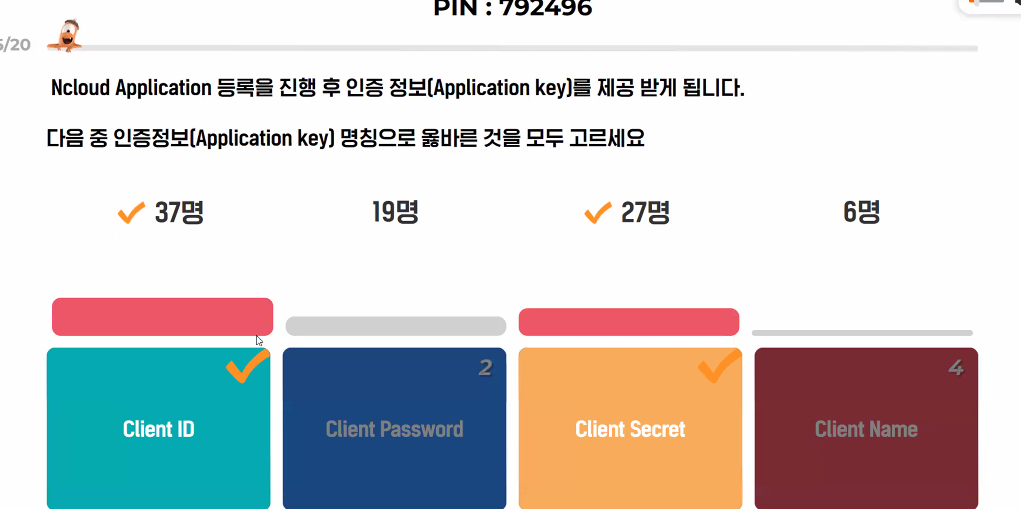 PIN : 792496
/20
Ncloud Application 등록을 진행 후 인증 정보(Application key)를 제공 받게 됩니다.
다음 중 인증정보(Application key) 명칭으로 옳바른 것을 모두 고르세요
37명
19명
27명
6명
2
4
Client ID
Client Password
Client Secret
Client Name